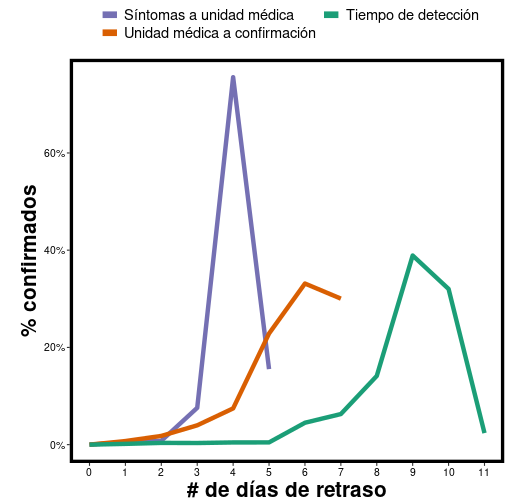 Síntomas a unidad médica Tiempo de detección
Unidad médica a confirmación
% confirmados
60%
40%
20%
0%
0 1 2 3 4 5 6 7 8 9 10 11
# de días de retraso